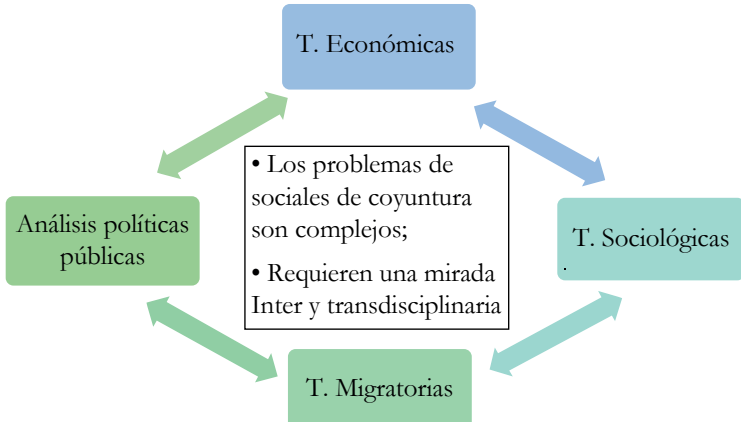 T. Económicas
• Los problemas de
sociales de coyuntura
son complejos;
• Requieren una mirada
Inter y transdisciplinaria
Análisis políticas
públicas
T. Sociológicas
.
T. Migratorias